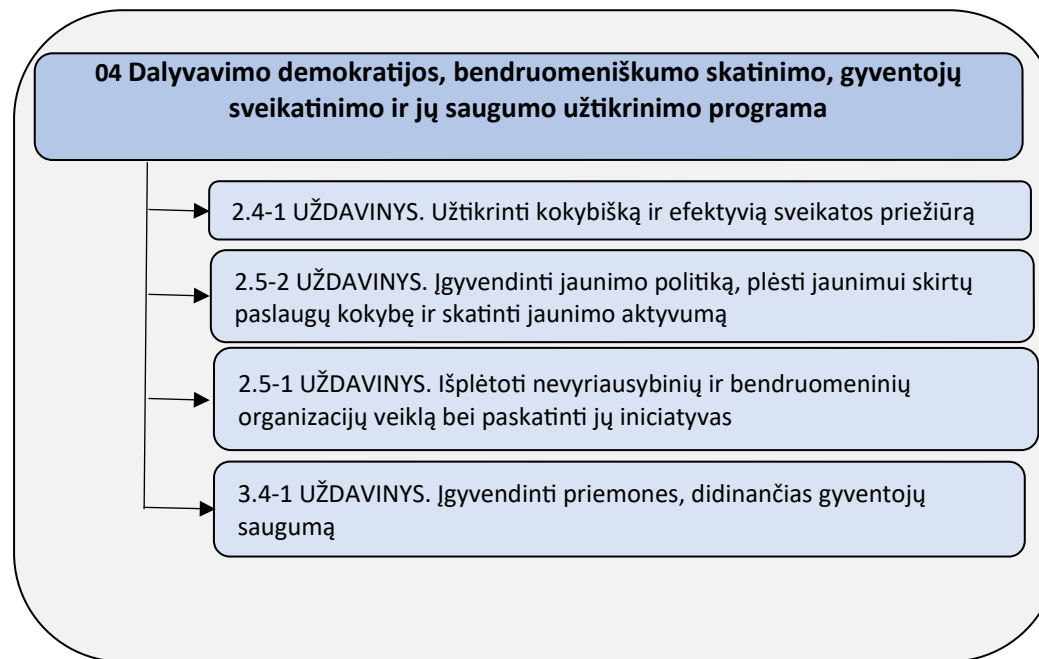 04 Dalyvavimo demokratijos, bendruomeniškumo skatinimo, gyventojų
sveikatinimo ir jų saugumo užtikrinimo programa
2.4-1 UŽDAVINYS. Užtikrinti kokybišką ir efektyvią sveikatos priežiūrą
2.5-2 UŽDAVINYS. Įgyvendinti jaunimo politiką, plėsti jaunimui skirtų
paslaugų kokybę ir skatinti jaunimo aktyvumą
2.5-1 UŽDAVINYS. Išplėtoti nevyriausybinių ir bendruomeninių
organizacijų veiklą bei paskatinti jų iniciatyvas
3.4-1 UŽDAVINYS. Įgyvendinti priemones, didinančias gyventojų
saugumą